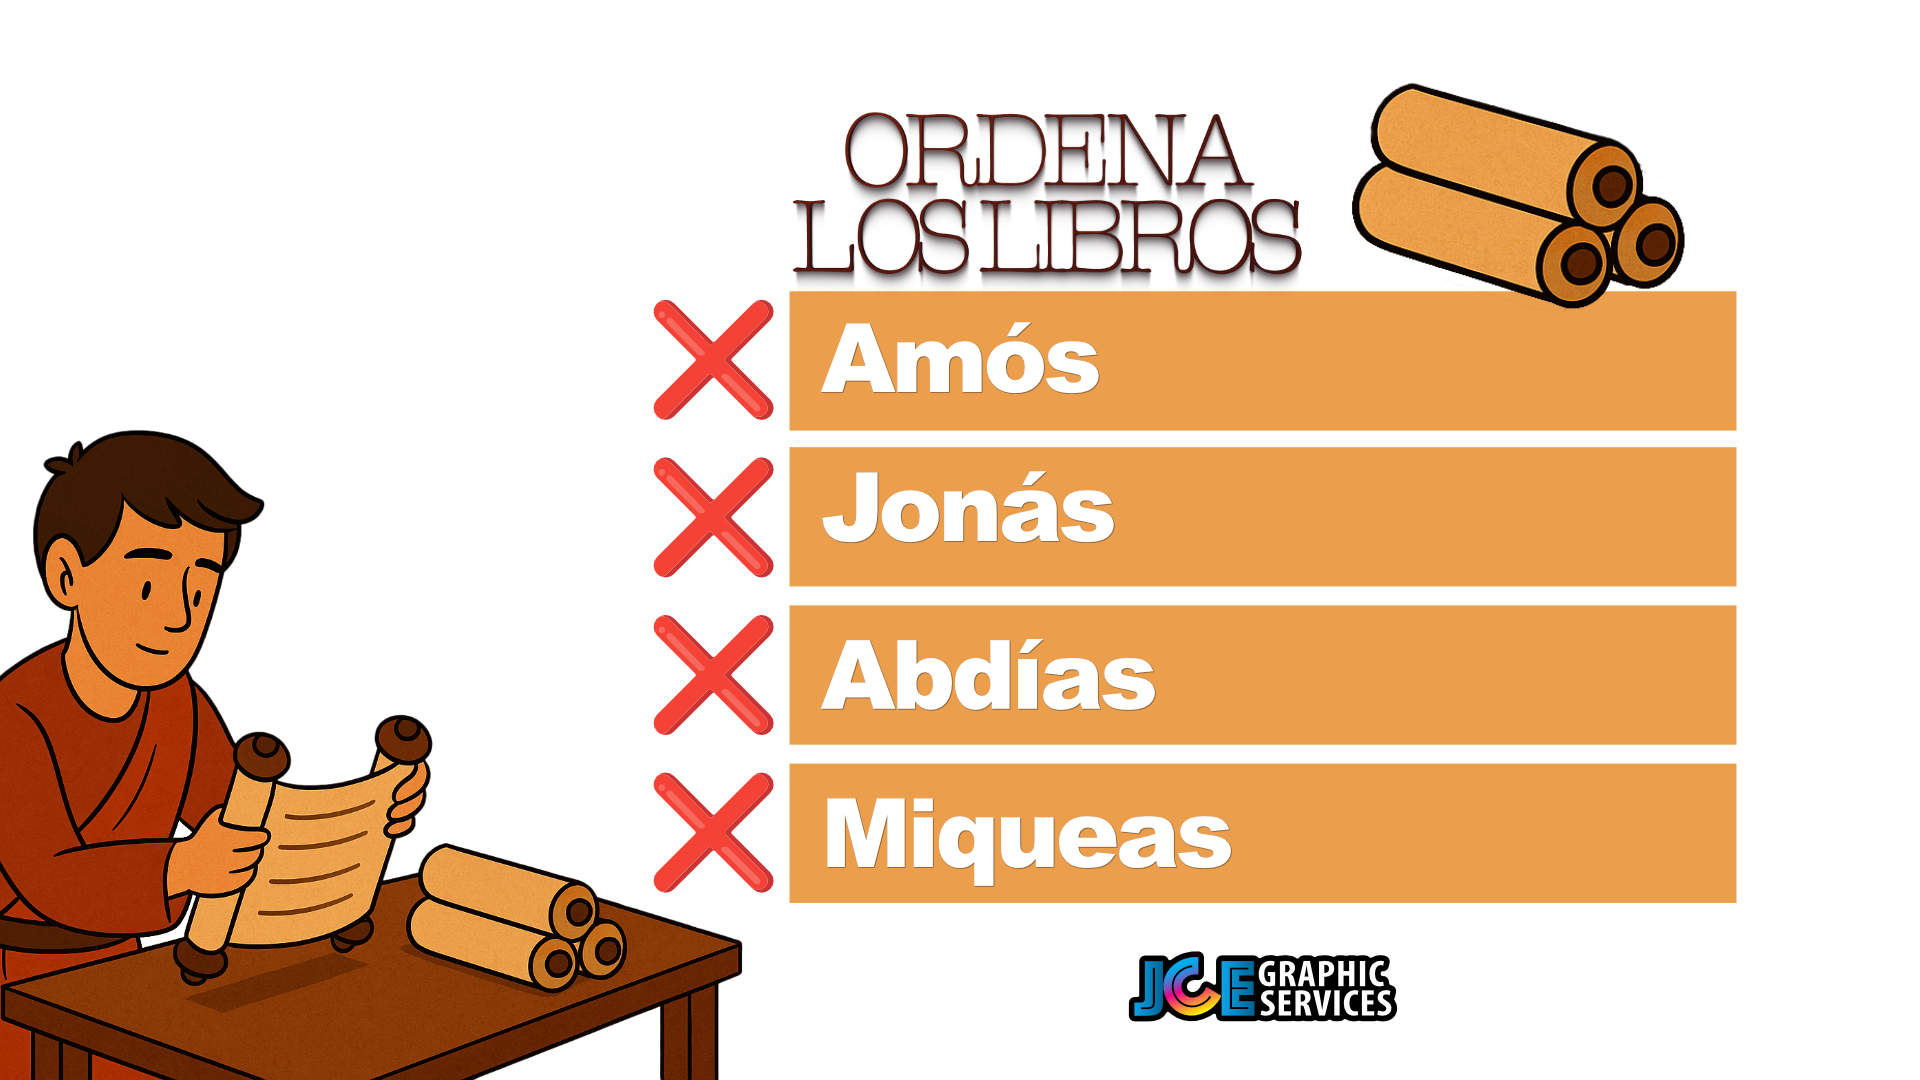 ORDENA
LOS LIBROS
Amós
Jonás
Abdías
Miqueas
JCE GRAPHIC
SERVICES